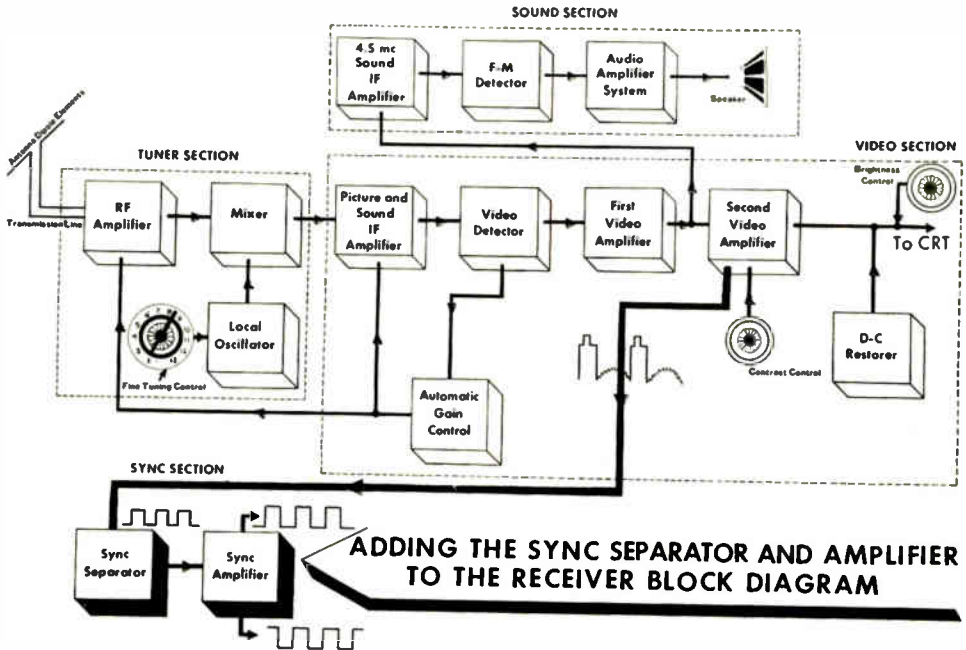 SOUND SECTION
4.5 mc
Sound
IF
Amplifier
F-M
Detector
Audio
Amplifier
System
Speaker
Antenna Dipole Elements
Transmission Line
TUNER SECTION
RF
Amplifier
Mixer
Local
Oscillator
Fine Tuning Control
VIDEO SECTION
Picture and
Sound
IF
Amplifier
Video
Detector
First
Video
Amplifier
Second
Video
Amplifier
Brightness
Control
To CRT
Automatic
Gain
Control
Contrast Control
D-C
Restorer
SYNC SECTION
Sync
Separator
Sync
Amplifier
ADDING THE SYNC SEPARATOR AND AMPLIFIER
TO THE RECEIVER BLOCK DIAGRAM